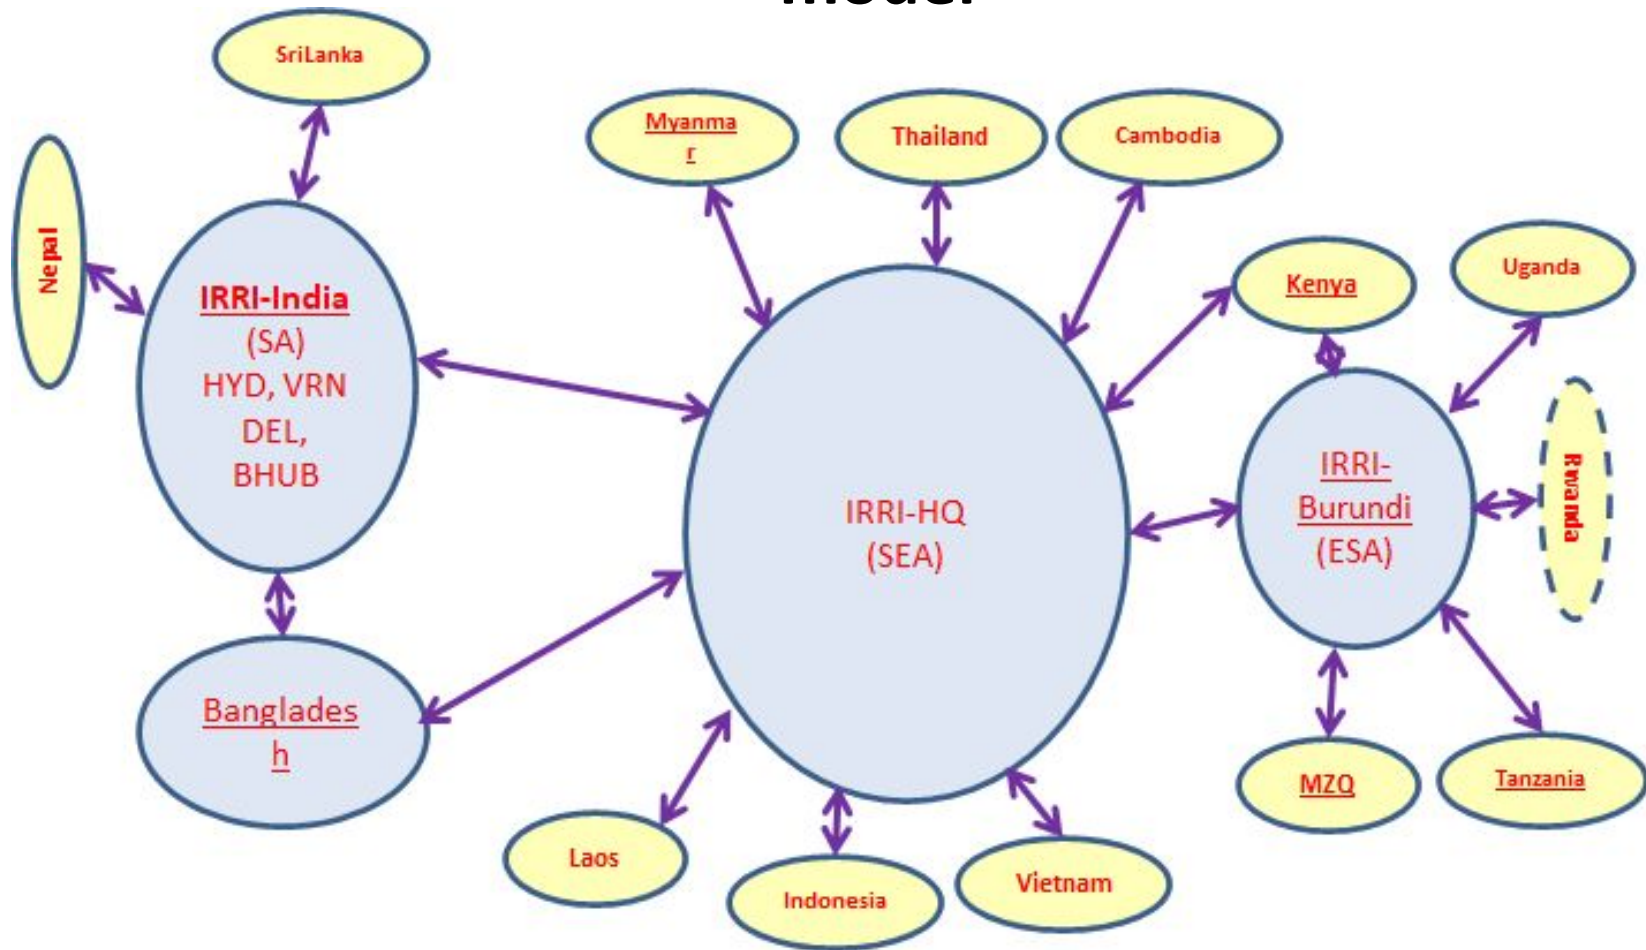 model
SriLanka
Myanma
r
Thailand
Cambodia
Nepal
IRRI-India
(SA)
HYD, VRN
DEL,
BHUB
Kenya
Uganda
IRRI-HQ
(SEA)
IRRI-
Burundi
(ESA)
Rwanda
Banglades
h
MZQ
Tanzania
Laos
Indonesia
Vietnam